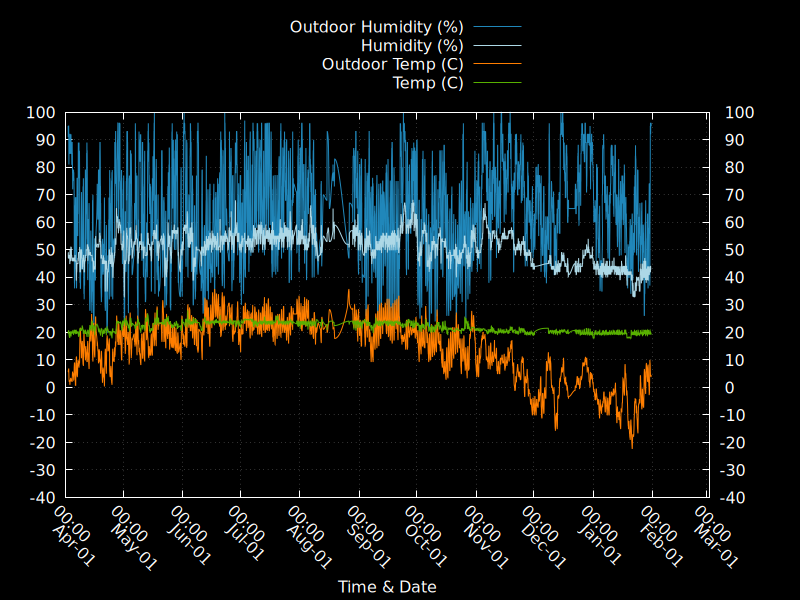 Outdoor Humidity (%)
Humidity (%)
Outdoor Temp (C)
Temp (C)
100 100
90 90
80 80
70 70
60 60
50 50
40 40
30 30
20 20
10 10
0 0
-10 -10
-20 -20
-30 -30
-40 -40
00:00 Apr-01
00:00 May-01
00:00 Jun-01
00:00 Jul-01
00:00 Aug-01
00:00 Sep-01
00:00 Oct-01
00:00 Nov-01
00:00 Dec-01
00:00 Jan-01
00:00 Feb-01
00:00 Mar-01
Time & Date